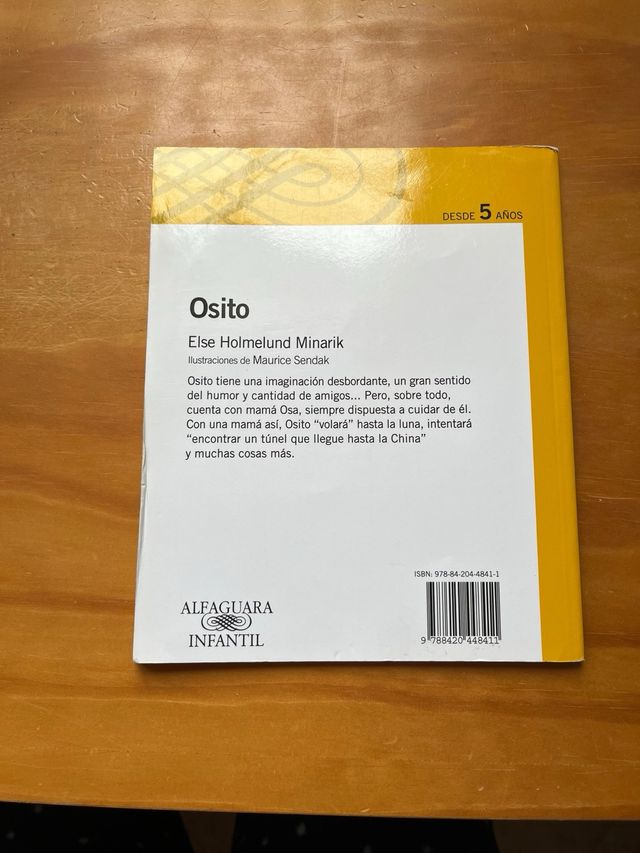 DESDE 5 AÑOS
Osito
Else Holmelund Minarik
Ilustraciones de Maurice Sendak
Osito tiene una imaginación desbordante, un gran sentido
del humor y cantidad de amigos... Pero, sobre todo,
cuenta con mamá Osa, siempre dispuesta a cuidar de él.
Con una mamá así, Osito “volará” hasta la luna, intentará
“encontrar un túnel que llegue hasta la China”
y muchas cosas más.
ISBN: 978-84-204-4841-1
9 788420 448411
ALFAGUARA
INFANTIL